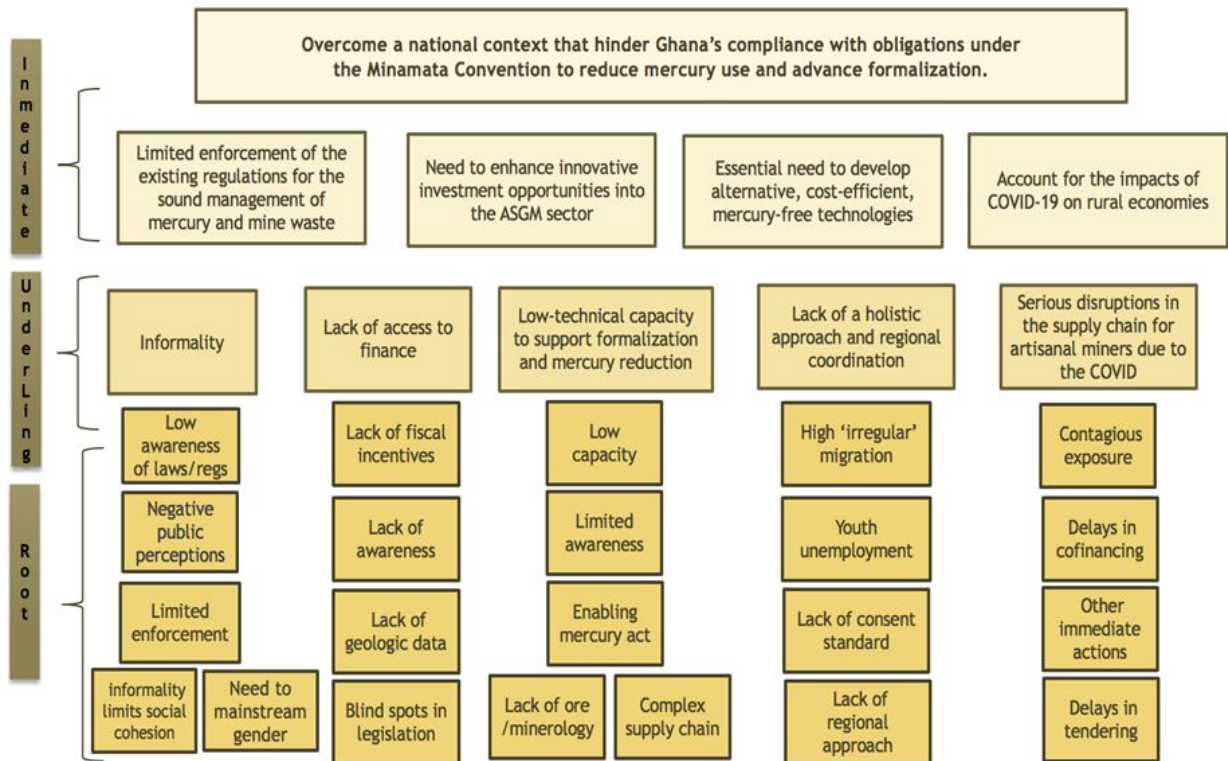 Inmediate
Overcome a national context that hinder Ghana's compliance with obligations under
the Minamata Convention to reduce mercury use and advance formalization.
Limited enforcement of the
existing regulations for the
sound management of
mercury and mine waste
Need to enhance innovative
investment opportunities into
the ASGM sector
Essential need to develop
alternative, cost-efficient,
mercury-free technologies
Account for the impacts of
COVID-19 on rural economies
UnderLing
Informality
Lack of access to
finance
Low-technical capacity
to support formalization
and mercury reduction
Lack of a holistic
approach and regional
coordination
Serious disruptions in
the supply chain for
artisanal miners due to
the COVID
Root
Low
awareness
of laws/regs
Lack of fiscal
incentives
Low
capacity
High 'irregular'
migration
Contagious
exposure
Negative
public
perceptions
Lack of
awareness
Limited
awareness
Youth
unemployment
Delays in
cofinancing
Limited
enforcement
Lack of
geologic data
Enabling
mercury act
Lack of consent
standard
Other
immediate
actions
informality
limits social
cohesion
Need to
mainstream
gender
Blind spots in
legislation
Lack of ore
/minerology
Complex
supply chain
Lack of
regional
approach
Delays in
tendering